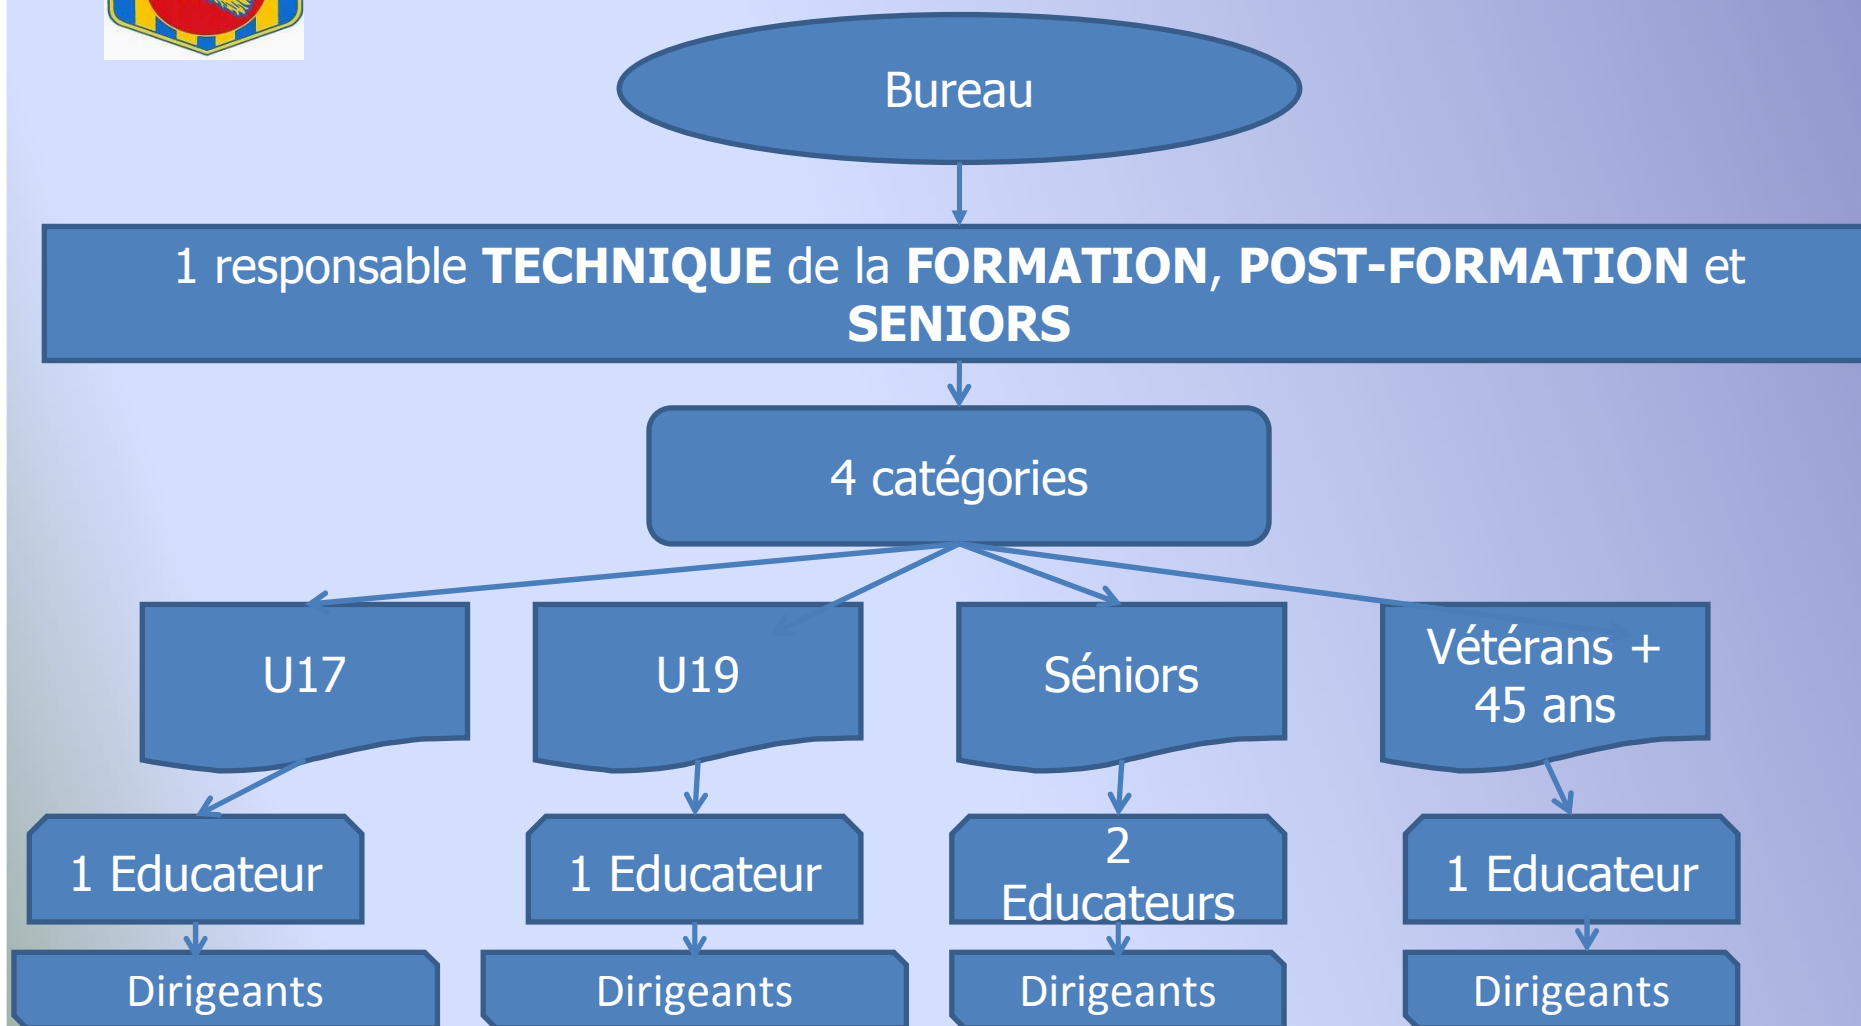 Bureau
1 responsable TECHNIQUE de la FORMATION, POST-FORMATION et
SENIORS
4 catégories
U17
U19
Séniors
Vétérans +
45 ans
1 Educateur
1 Educateur
2
Educateurs
1 Educateur
Dirigeants
Dirigeants
Dirigeants
Dirigeants